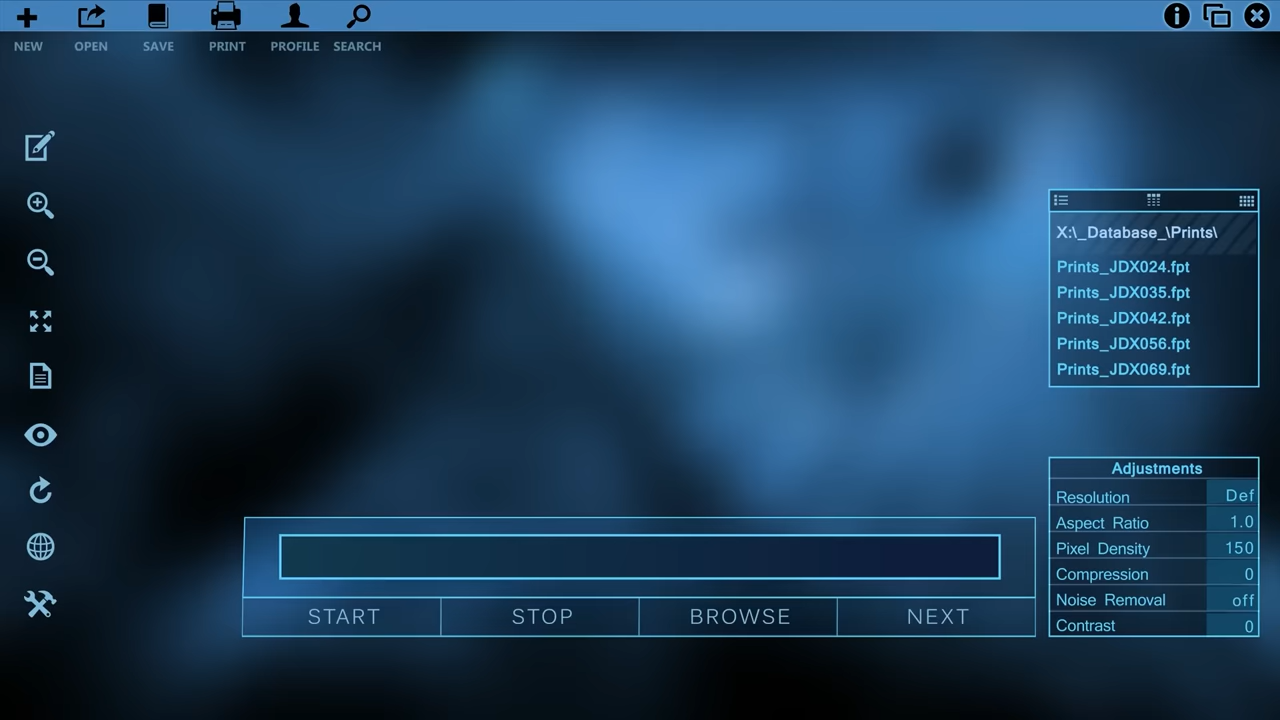 NEW OPEN SAVE PRINT PROFILE SEARCH
X:\_Database_\Prints\
Prints_JDX024.fpt
Prints_JDX035.fpt
Prints_JDX042.fpt
Prints_JDX056.fpt
Prints_JDX069.fpt
Adjustments
Resolution Def
Aspect Ratio 1.0
Pixel Density 150
Compression 0
Noise Removal off
Contrast 0
START STOP BROWSE NEXT